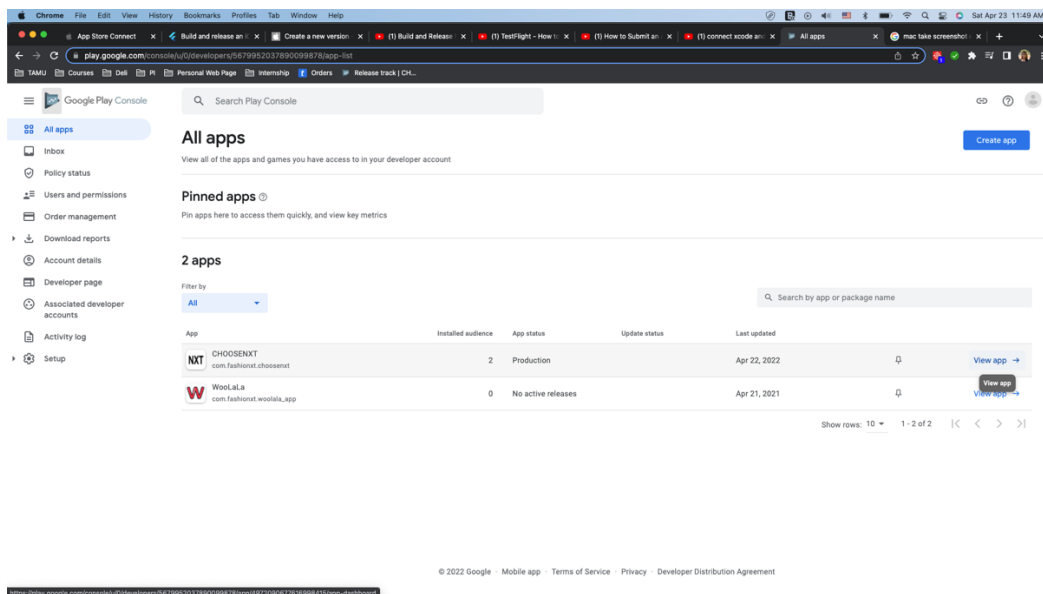 Chrome File Edit View History Bookmarks Profiles Tab Window Help Sat Apr 23 11:49 AM
App Store Connect Build and release an i Create a new version (1) Build and Release (1) TestFlight - How to (1) How to Submit an (1) connect xcode and All apps mac take screenshot
play.google.com/console/u/0/developers/5679952037890099878/app-list
TAMU Courses Deli PI Personal Web Page Internship Orders Release track | CH...
Google Play Console
Search Play Console
All apps
Inbox
Policy status
Users and permissions
Order management
Download reports
Account details
Developer page
Associated developer
accounts
Activity log
Setup
All apps
Create app
View all of the apps and games you have access to in your developer account
Pinned apps
Pin apps here to access them quickly, and view key metrics
2 apps
Filter by
All
Search by app or package name
App Installed audience App status Update status Last updated
NXT CHOOSENXT 2 Production Apr 22, 2022 View app →
com.fashionxt.choosenxt
View app
W WooLaLa 0 No active releases Apr 21, 2021 View app →
com.fashionxt.woolala_app
Show rows: 10 1 - 2 of 2
© 2022 Google · Mobile app · Terms of Service · Privacy · Developer Distribution Agreement